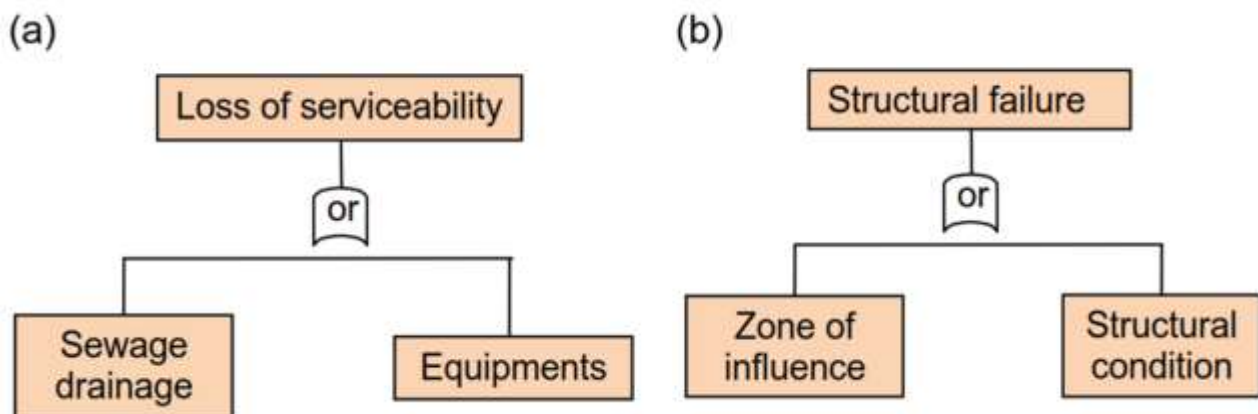 (a)
Loss of serviceability
or
Sewage
drainage
Equipments
(b)
Structural failure
or
Zone of
influence
Structural
condition